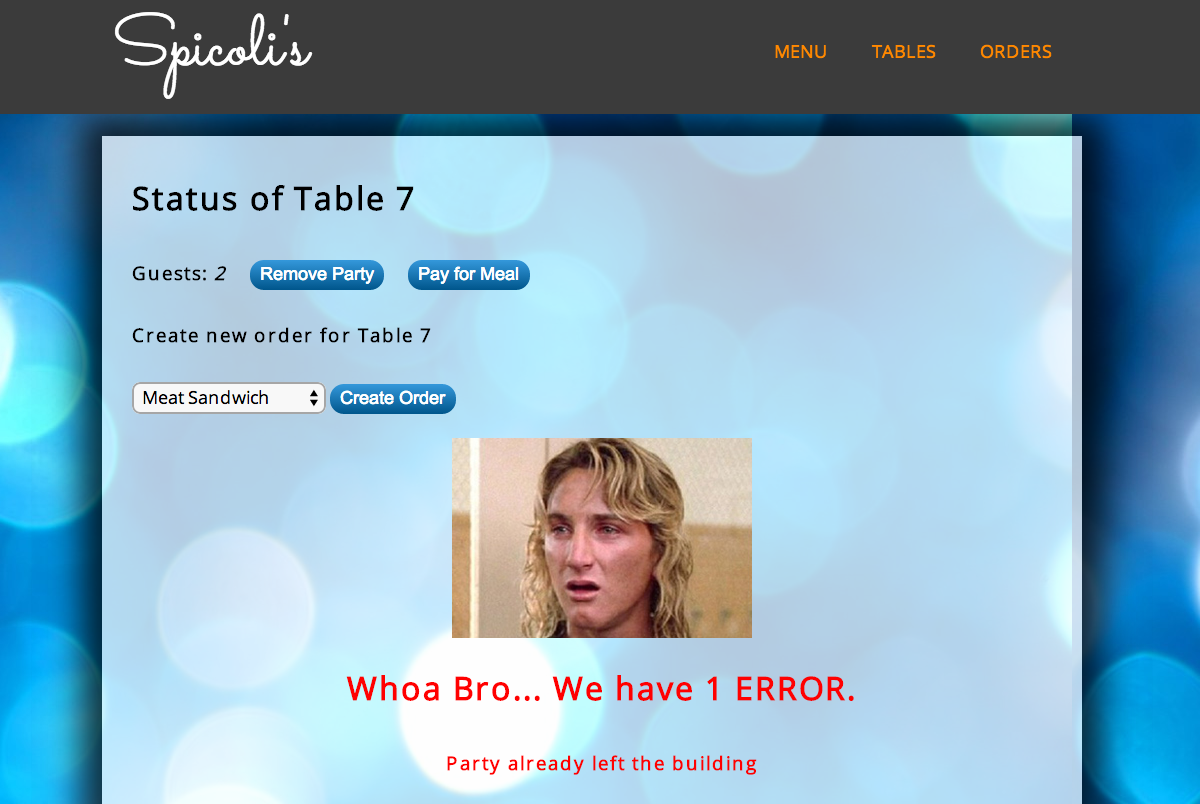 Spicoli's
MENU TABLES ORDERS
Status of Table 7
Guests: 2 Remove Party Pay for Meal
Create new order for Table 7
Meat Sandwich Create Order
Whoa Bro... We have 1 ERROR.
Party already left the building